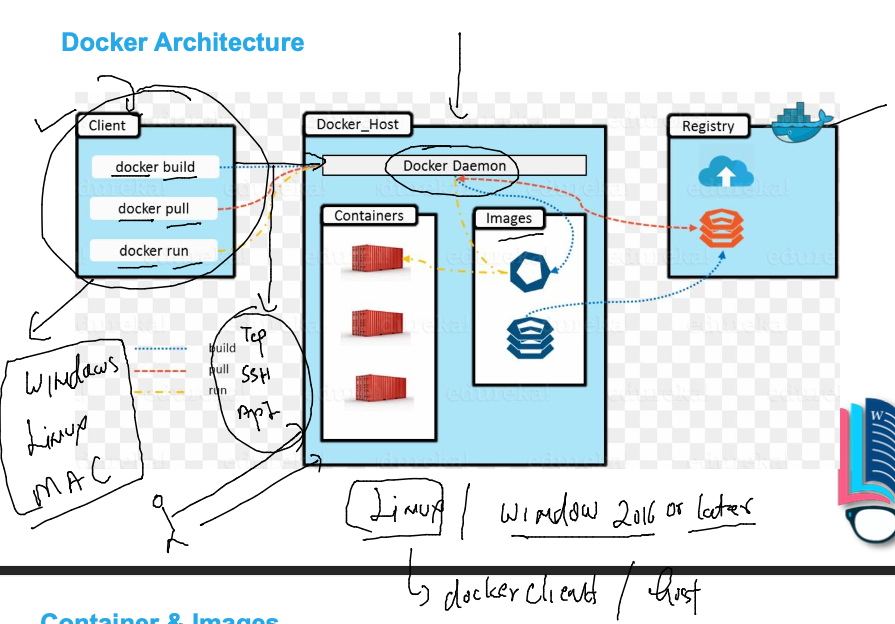 Docker Architecture
Client
docker build
docker pull
docker run
Docker_Host
Docker Daemon
Containers
Images
Registry
build
pull
run
Tcp
SSH
ApI
Windows
Linux
MAC
Linux / Window 2016 or Later
docker client / host
W
edureka!
Container & Images